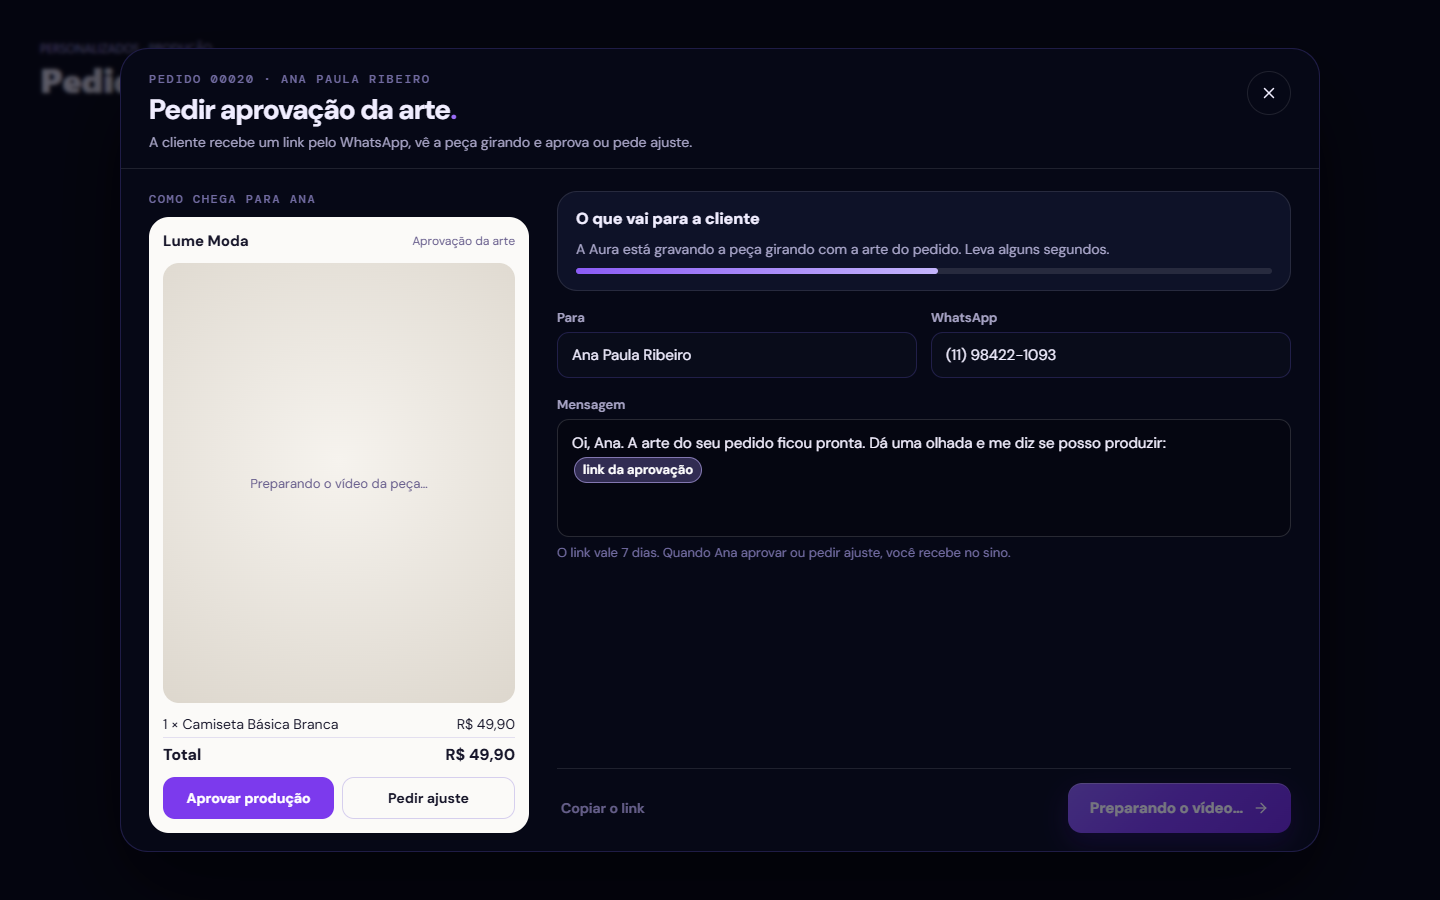 PERSONALIZADOS · PRODUÇÃO
Pedid
PEDIDO 00020 · ANA PAULA RIBEIRO
Pedir aprovação da arte.
A cliente recebe um link pelo WhatsApp, vê a peça girando e aprova ou pede ajuste.
COMO CHEGA PARA ANA
Lume Moda
Aprovação da arte
Preparando o vídeo da peça…
1 × Camiseta Básica Branca
R$ 49,90
Total
R$ 49,90
Aprovar produção
Pedir ajuste
O que vai para a cliente
A Aura está gravando a peça girando com a arte do pedido. Leva alguns segundos.
Para
WhatsApp
Ana Paula Ribeiro
(11) 98422-1093
Mensagem
Oi, Ana. A arte do seu pedido ficou pronta. Dá uma olhada e me diz se posso produzir:
link da aprovação
O link vale 7 dias. Quando Ana aprovar ou pedir ajuste, você recebe no sino.
Copiar o link
Preparando o vídeo… →